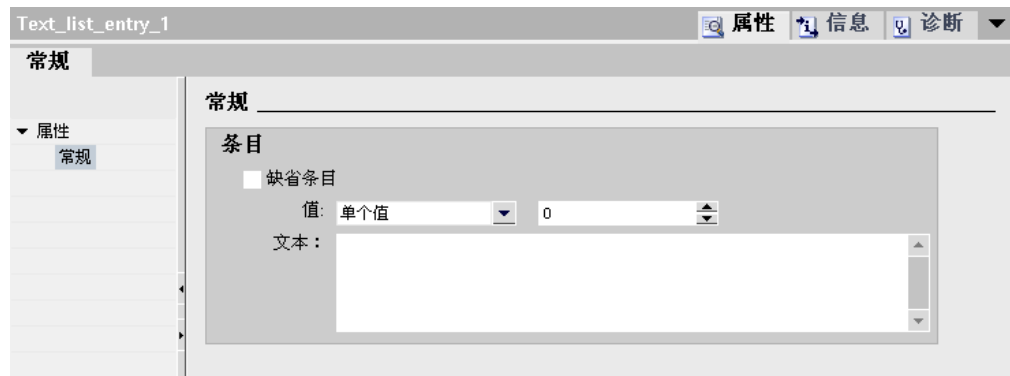 Text_list_entry_1 属性 信息 诊断
常规
常规
属性
常规
条目
缺省条目
值: 单个值 0
文本：